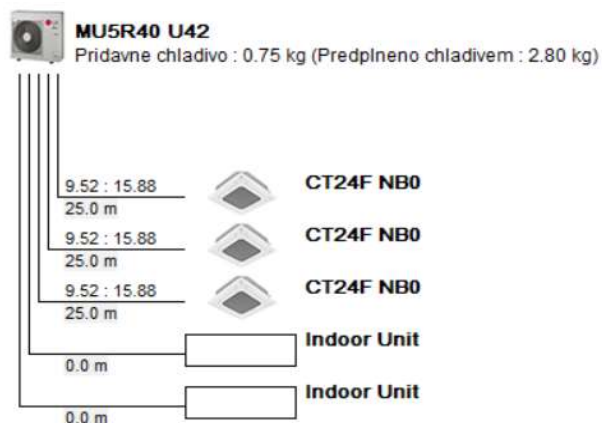 MU5R40 U42
Pridavne chladivo : 0.75 kg (Predplneno chladivem : 2.80 kg)
9.52 : 15.88
25.0 m
CT24F NB0
9.52 : 15.88
25.0 m
CT24F NB0
9.52 : 15.88
25.0 m
CT24F NB0
0.0 m
Indoor Unit
0.0 m
Indoor Unit